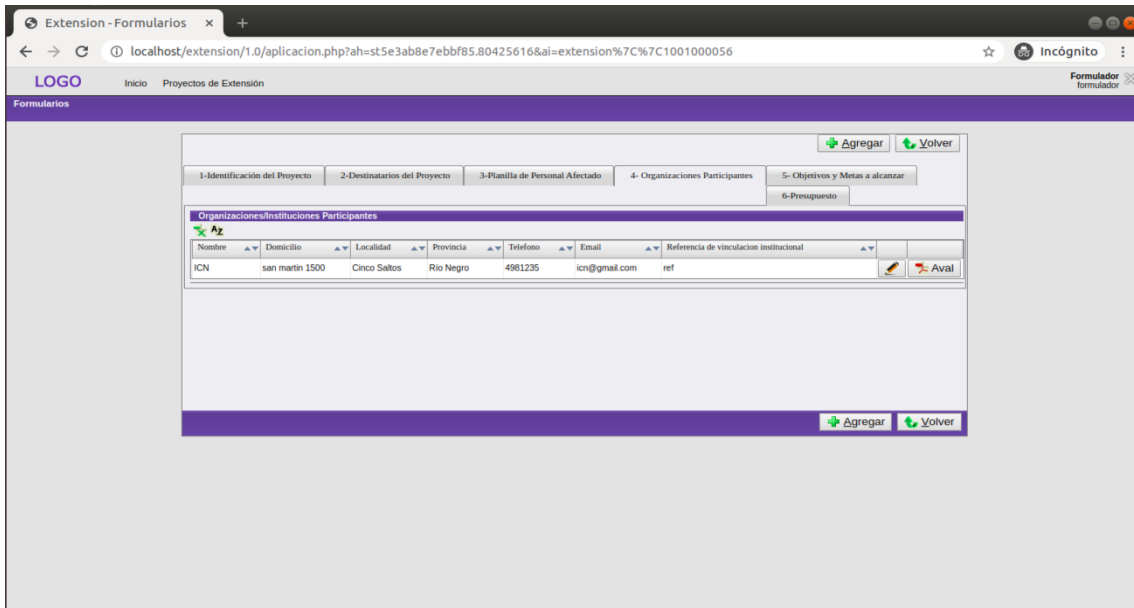 Extension - Formularios
localhost/extension/1.0/aplicacion.php?ah=st5e3ab8e7ebbf85.80425616&ai=extension%7C%7C1001000056
Incógnito
LOGO Inicio Proyectos de Extensión Formulador
formulador
Formularios
Agregar Volver
1-Identificación del Proyecto 2-Destinatarios del Proyecto 3-Planilla de Personal Afectado 4- Organizaciones Participantes 5- Objetivos y Metas a alcanzar
6-Presupuesto
Organizaciones/Instituciones Participantes
AZ
Nombre Domicilio Localidad Provincia Telefono Email Referencia de vinculacion institucional
ICN san martin 1500 Cinco Saltos Río Negro 4981235 icn@gmail.com ref Aval
Agregar Volver